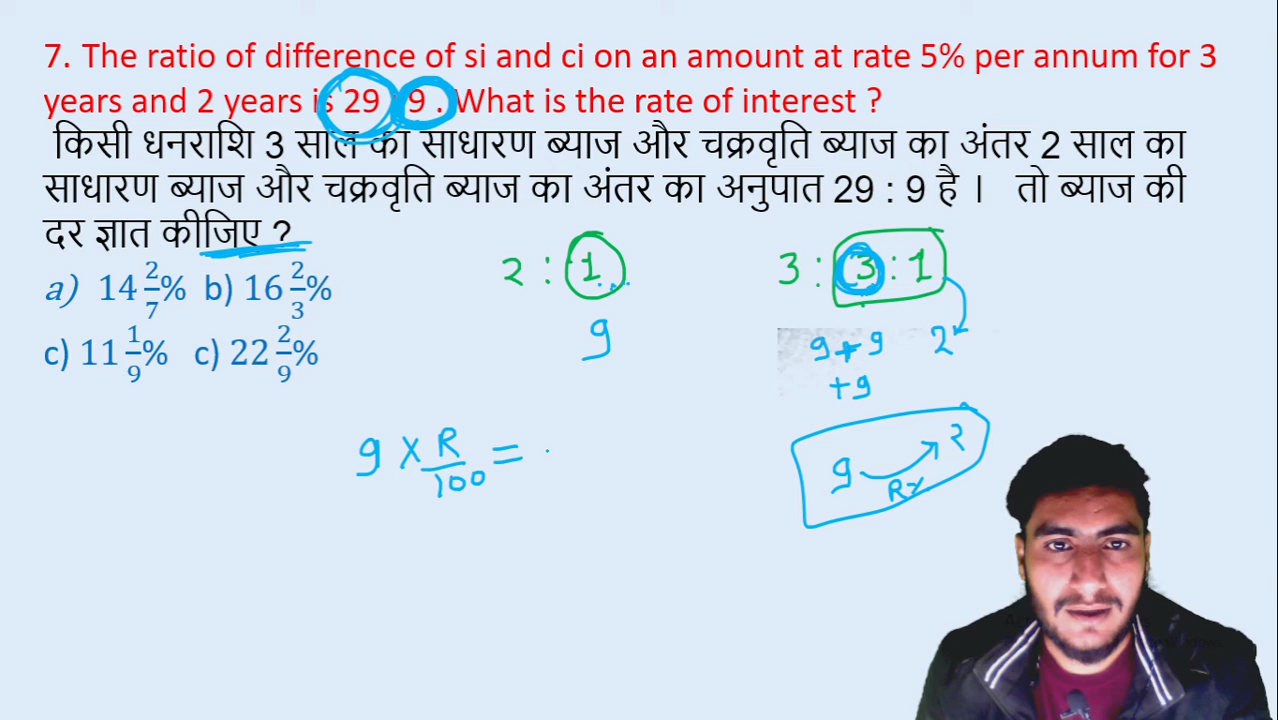 7. The ratio of difference of si and ci on an amount at rate 5% per annum for 3
years and 2 years is 29 9 . What is the rate of interest ?
किसी धनराशि 3 साल का साधारण ब्याज और चक्रवृति ब्याज का अंतर 2 साल का
साधारण ब्याज और चक्रवृति ब्याज का अंतर का अनुपात 29 : 9 है । तो ब्याज की
दर ज्ञात कीजिए ?
a) 14 2/7% b) 16 2/3%
c) 11 1/9% c) 22 2/9%
2 : 1
3 : 3 : 1
9
9 + 9 2
+ 9
9 × R/100 =
9 2
R%